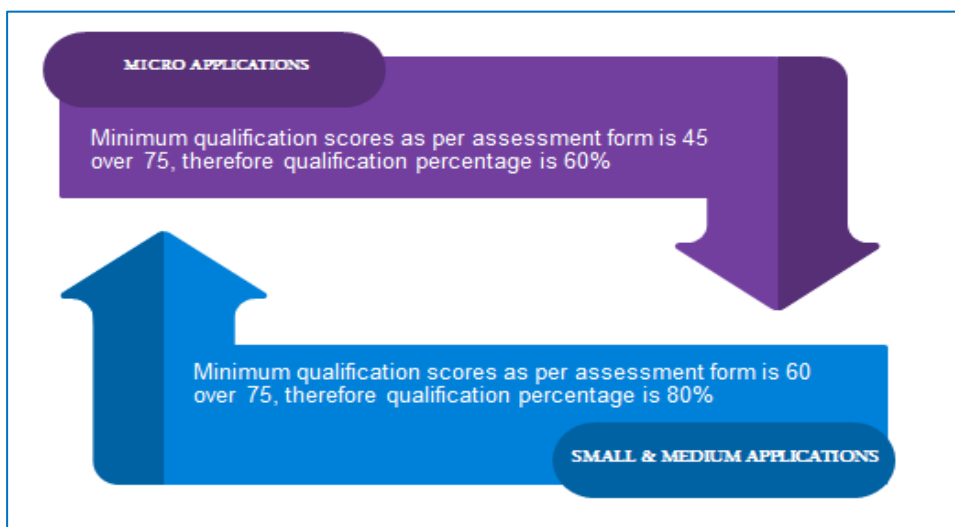 MICRO APPLICATIONS
Minimum qualification scores as per assessment form is 45
over 75, therefore qualification percentage is 60%
Minimum qualification scores as per assessment form is 60
over 75, therefore qualification percentage is 80%
SMALL & MEDIUM APPLICATIONS